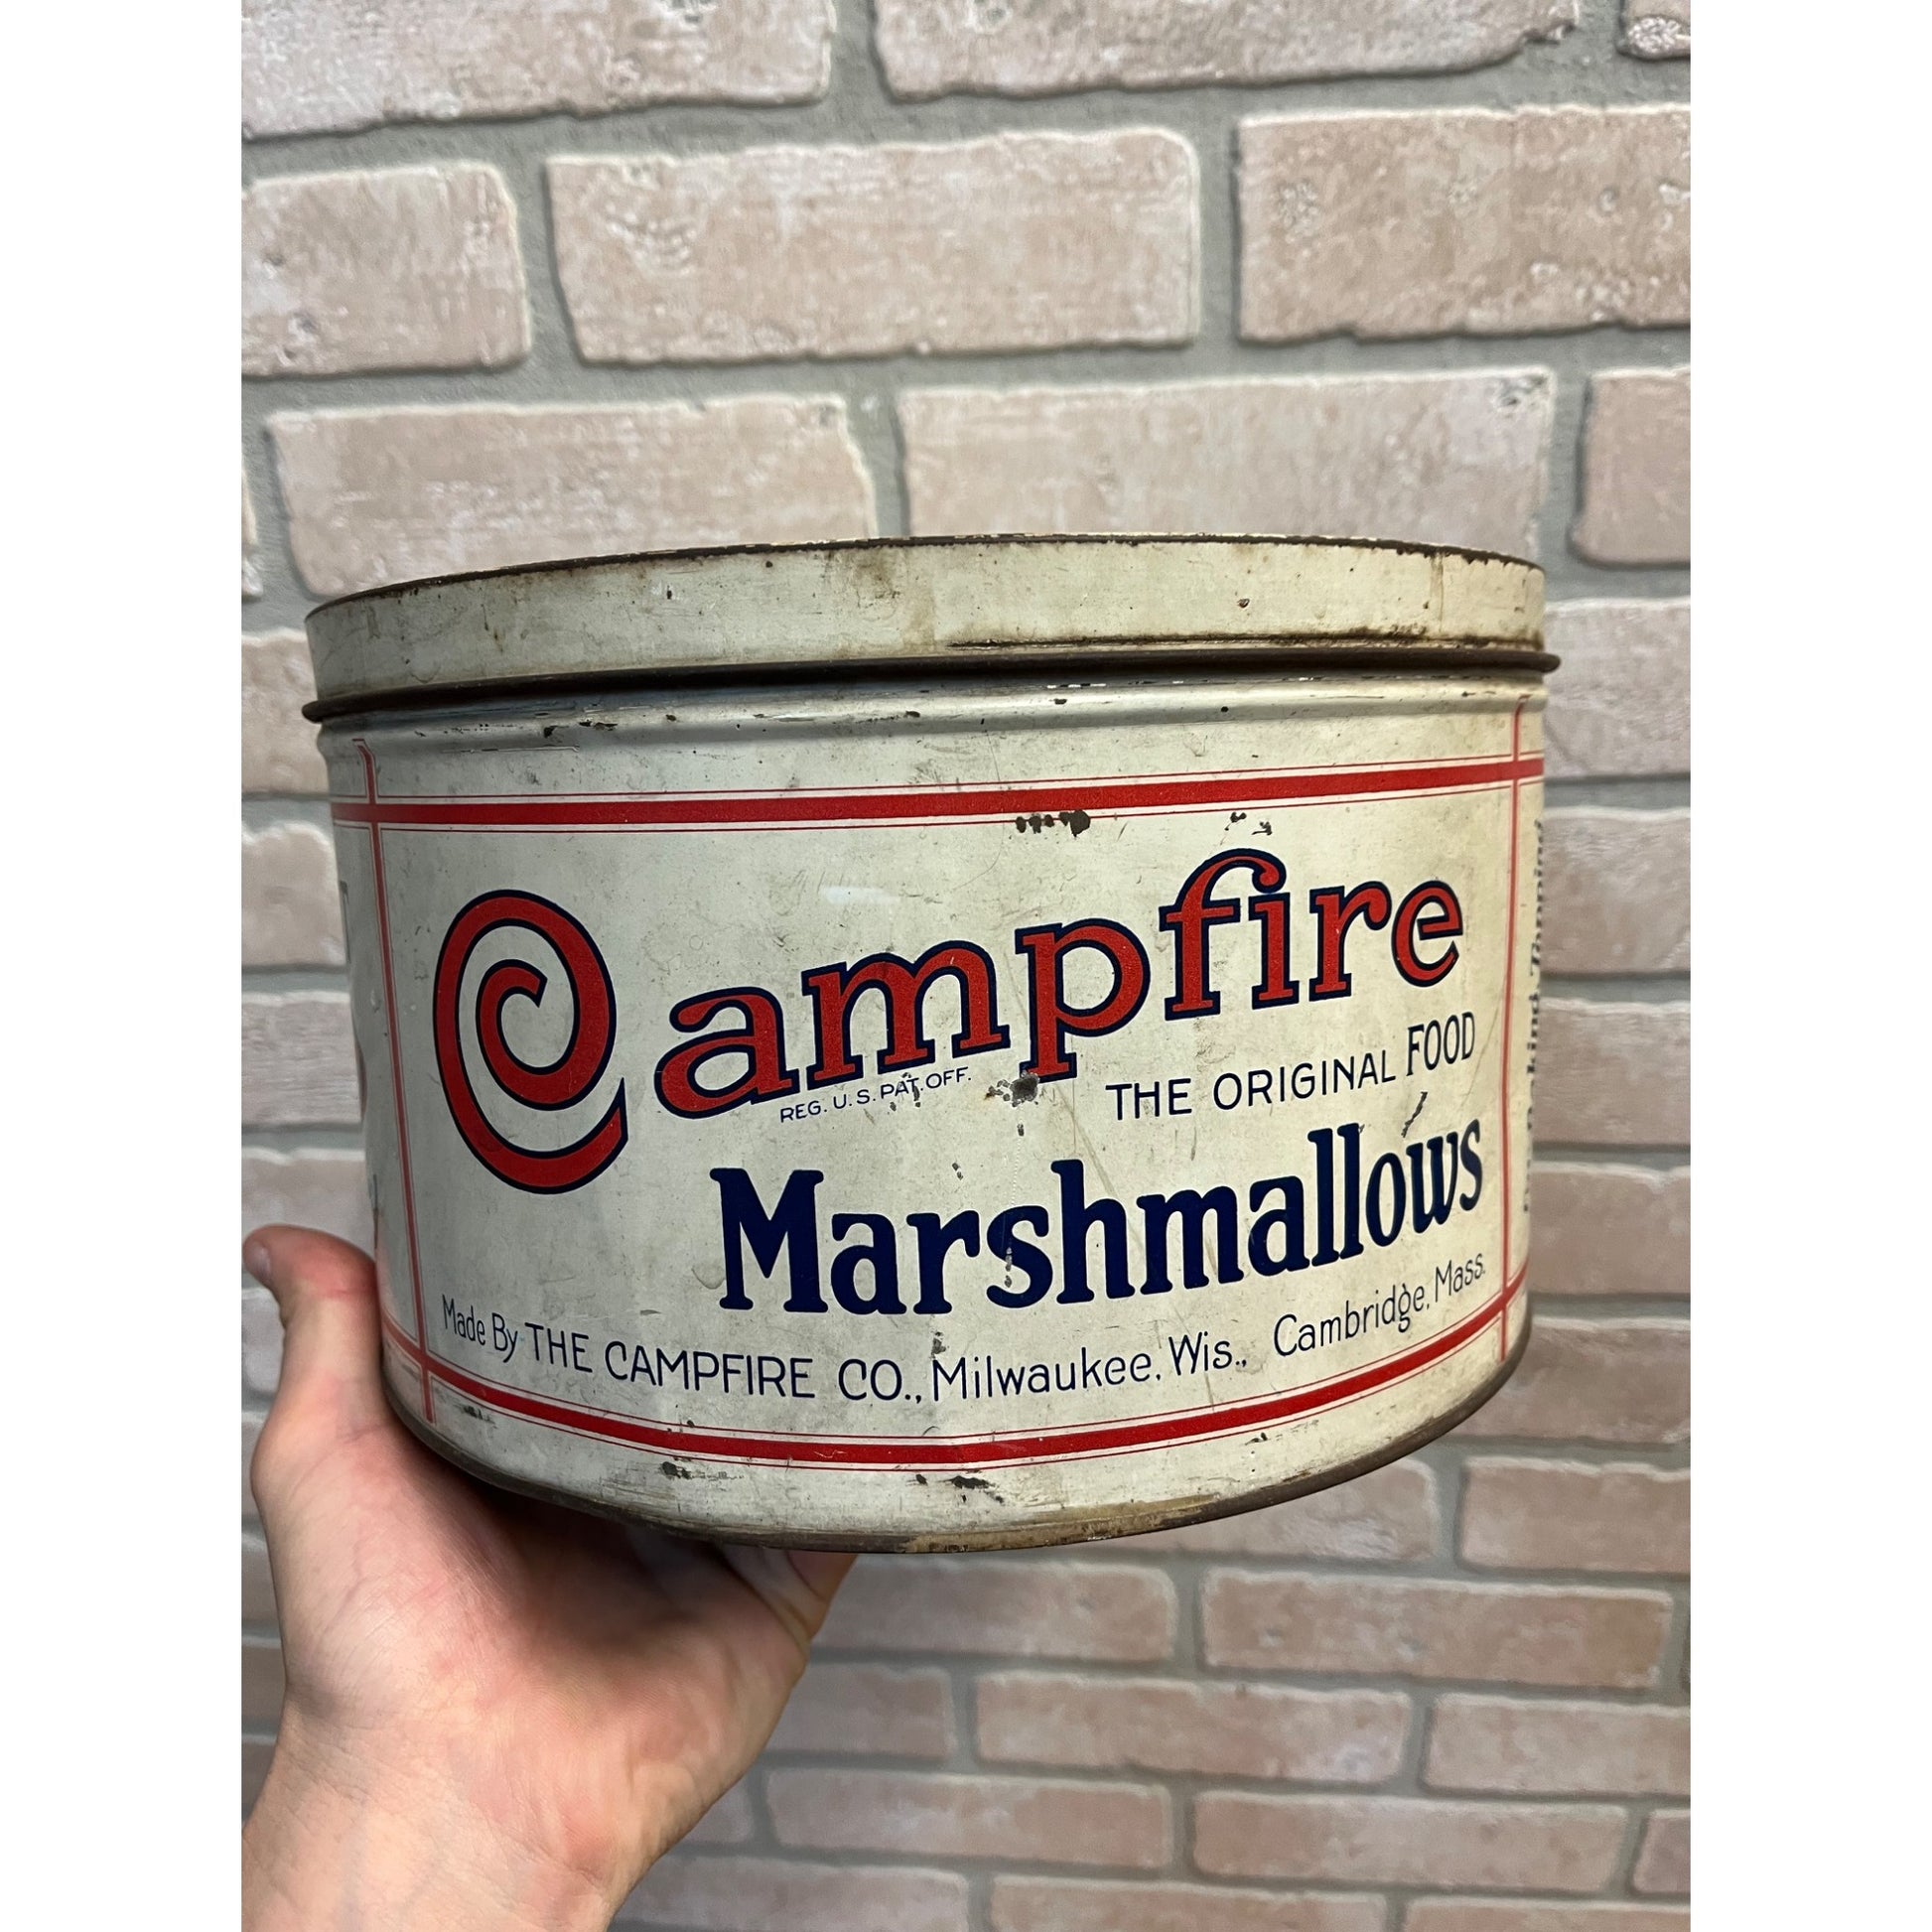 Campfire
REG. U.S. PAT. OFF.
THE ORIGINAL FOOD
Marshmallows
Made By THE CAMPFIRE CO., Milwaukee, Wis., Cambridge, Mass.